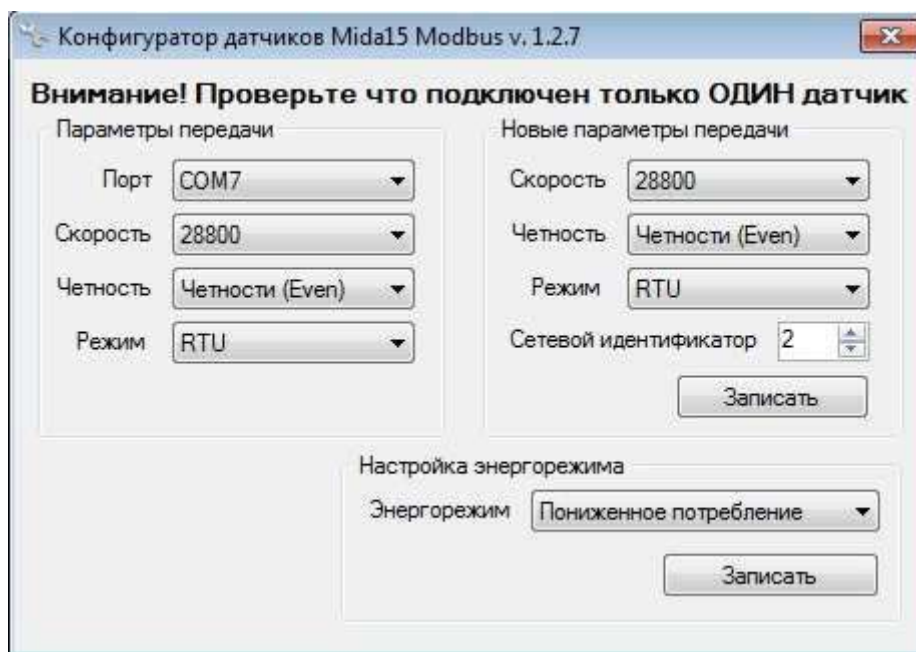 Конфигуратор датчиков Mida15 Modbus v. 1.2.7
Внимание! Проверьте что подключен только ОДИН датчик
Параметры передачи
Порт COM7
Скорость 28800
Четность Четности (Even)
Режим RTU
Новые параметры передачи
Скорость 28800
Четность Четности (Even)
Режим RTU
Сетевой идентификатор 2
Записать
Настройка энергорежима
Энергорежим Пониженное потребление
Записать